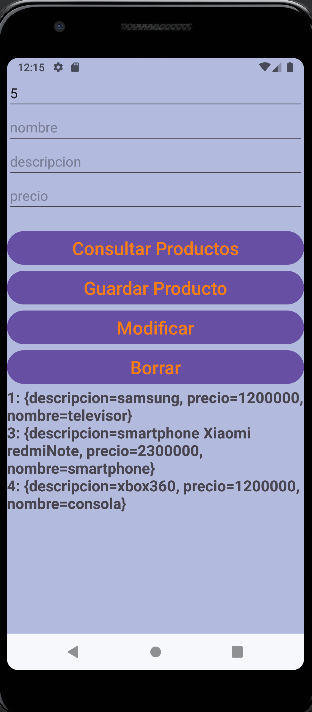 12:15
5
nombre
descripcion
precio
Consultar Productos
Guardar Producto
Modificar
Borrar
1: {descripcion=samsung, precio=1200000,
nombre=televisor}
3: {descripcion=smartphone Xiaomi
redmiNote, precio=2300000,
nombre=smartphone}
4: {descripcion=xbox360, precio=1200000,
nombre=consola}